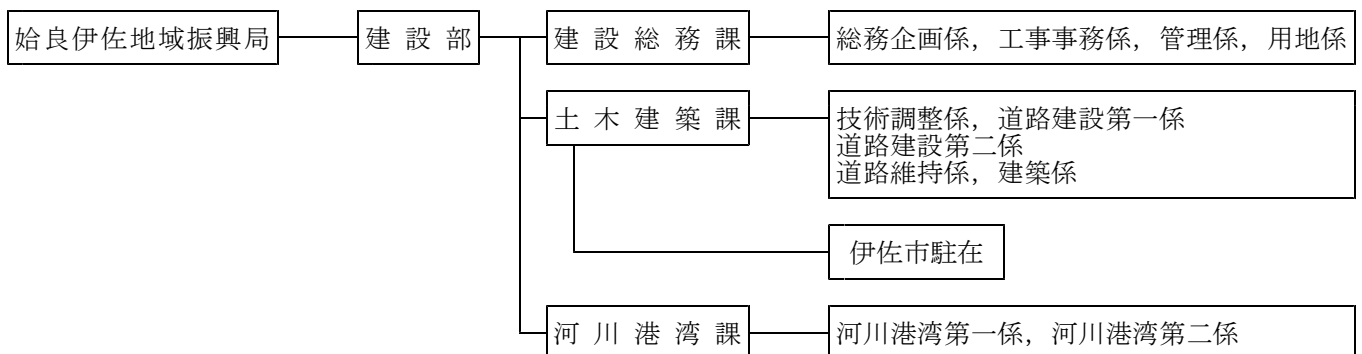 姶良伊佐地域振興局 建設部 建設総務課 総務企画係，工事事務係，管理係，用地係
土木建築課 技術調整係，道路建設第一係
道路建設第二係
道路維持係，建築係
伊佐市駐在
河川港湾課 河川港湾第一係，河川港湾第二係